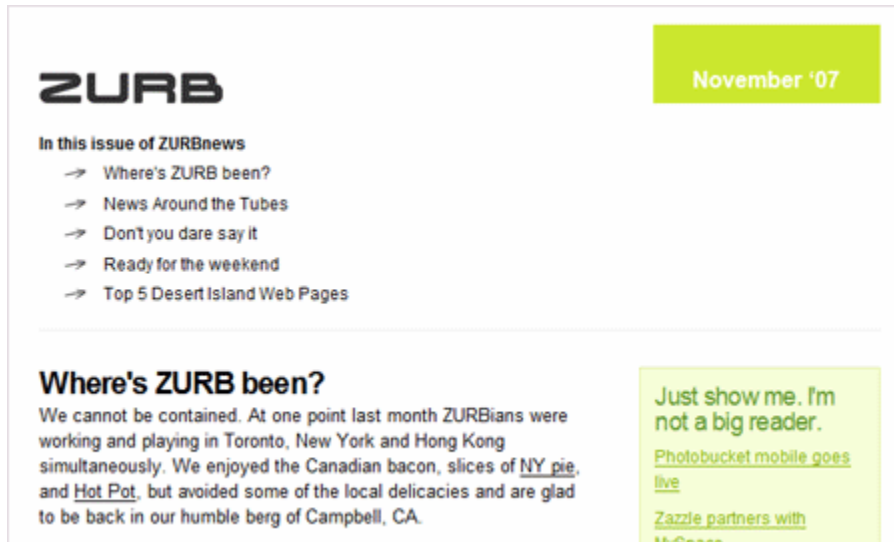 ZURB
November ‘07
In this issue of ZURBnews
Where's ZURB been?
News Around the Tubes
Don't you dare say it
Ready for the weekend
Top 5 Desert Island Web Pages
Where's ZURB been?
We cannot be contained. At one point last month ZURBians were
working and playing in Toronto, New York and Hong Kong
simultaneously. We enjoyed the Canadian bacon, slices of NY pie,
and Hot Pot, but avoided some of the local delicacies and are glad
to be back in our humble berg of Campbell, CA.
Just show me. I'm
not a big reader.
Photobucket mobile goes
live
Zazzle partners with